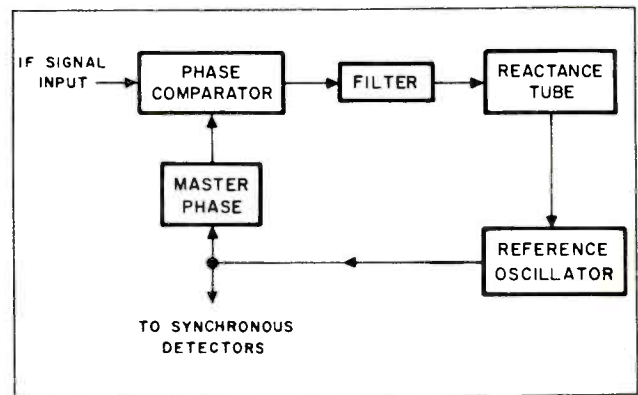 IF SIGNAL
INPUT
PHASE
COMPARATOR
FILTER
REACTANCE
TUBE
MASTER
PHASE
REFERENCE
OSCILLATOR
TO SYNCHRONOUS
DETECTORS